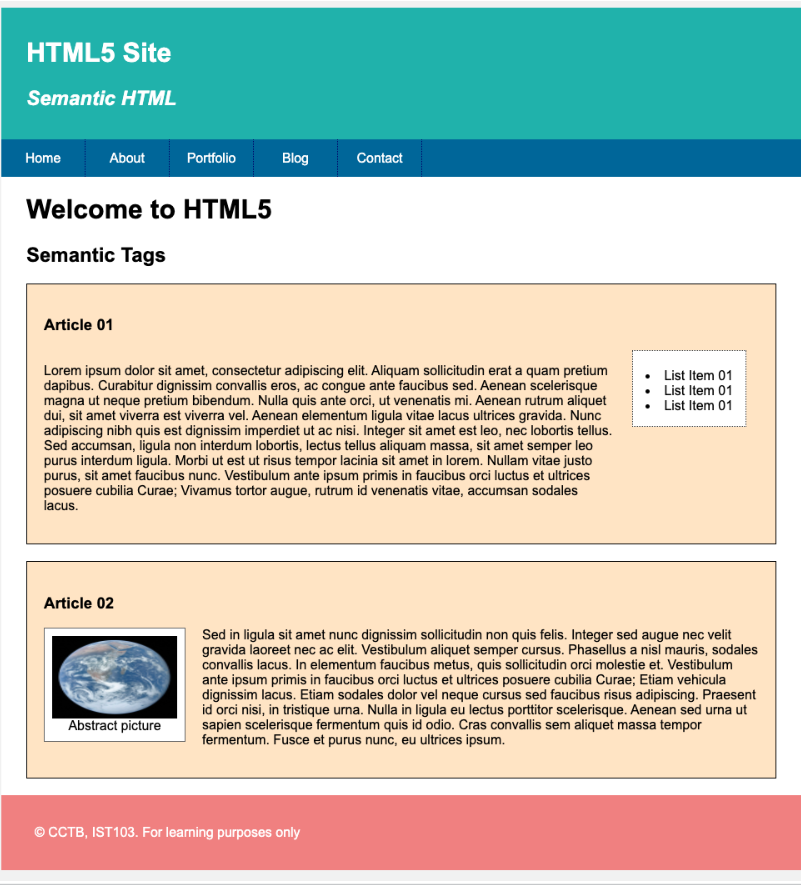 HTML5 Site
Semantic HTML
Home About Portfolio Blog Contact
Welcome to HTML5
Semantic Tags
Article 01
Lorem ipsum dolor sit amet, consectetur adipiscing elit. Aliquam sollicitudin erat a quam pretium
dapibus. Curabitur dignissim convallis eros, ac congue ante faucibus sed. Aenean scelerisque
magna ut neque pretium bibendum. Nulla quis ante orci, ut venenatis mi. Aenean rutrum aliquet
dui, sit amet viverra est viverra vel. Aenean elementum ligula vitae lacus ultrices gravida. Nunc
adipiscing nibh quis est dignissim imperdiet ut ac nisi. Integer sit amet est leo, nec lobortis tellus.
Sed accumsan, ligula non interdum lobortis, lectus tellus aliquam massa, sit amet semper leo
purus interdum ligula. Morbi ut est ut risus tempor lacinia sit amet in lorem. Nullam vitae justo
purus, sit amet faucibus nunc. Vestibulum ante ipsum primis in faucibus orci luctus et ultrices
posuere cubilia Curae; Vivamus tortor augue, rutrum id venenatis vitae, accumsan sodales
lacus.
• List Item 01
• List Item 01
• List Item 01
Article 02
Abstract picture
Sed in ligula sit amet nunc dignissim sollicitudin non quis felis. Integer sed augue nec velit
gravida laoreet nec ac elit. Vestibulum aliquet semper cursus. Phasellus a nisl mauris, sodales
convallis lacus. In elementum faucibus metus, quis sollicitudin orci molestie et. Vestibulum
ante ipsum primis in faucibus orci luctus et ultrices posuere cubilia Curae; Etiam vehicula
dignissim lacus. Etiam sodales dolor vel neque cursus sed faucibus risus adipiscing. Praesent
id orci nisi, in tristique urna. Nulla in ligula eu lectus porttitor scelerisque. Aenean sed urna ut
sapien scelerisque fermentum quis id odio. Cras convallis sem aliquet massa tempor
fermentum. Fusce et purus nunc, eu ultrices ipsum.
© CCTB, IST103. For learning purposes only